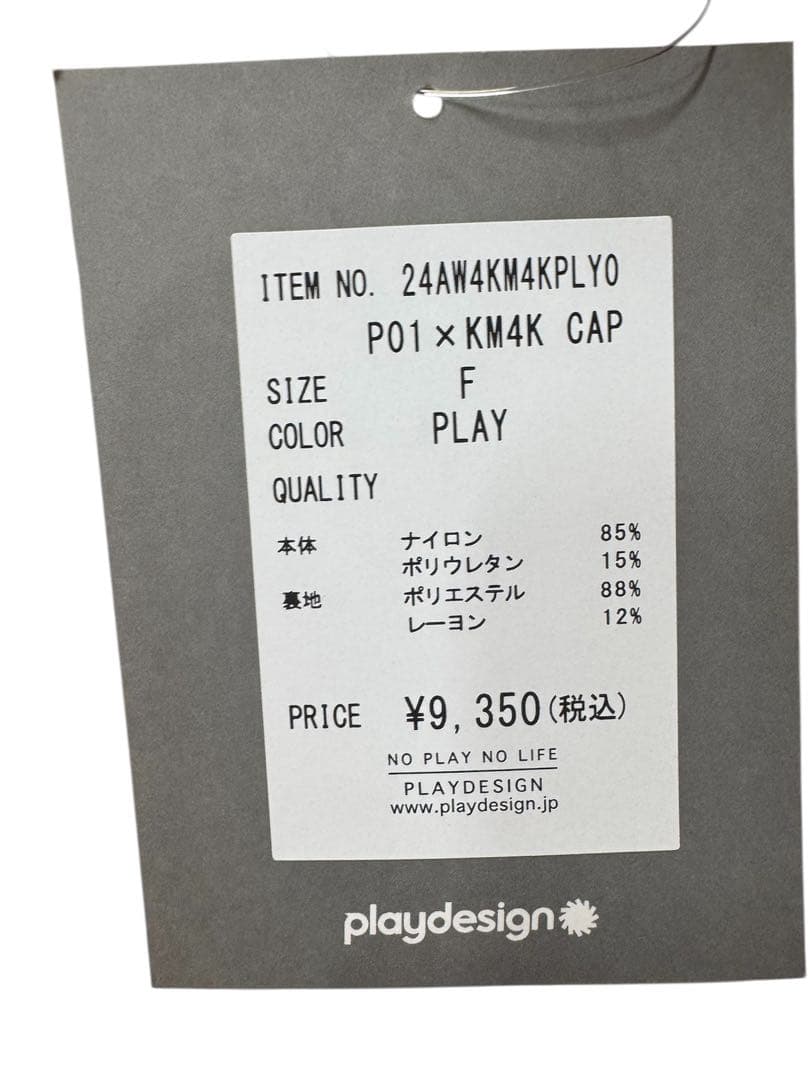 ITEM NO. 24AW4KM4KPLY0
P01×KM4K CAP
SIZE F
COLOR PLAY
QUALITY
本体 ナイロン 85%
ポリウレタン 15%
裏地 ポリエステル 88%
レーヨン 12%
PRICE ¥9,350(税込)
NO PLAY NO LIFE
PLAYDESIGN
www.playdesign.jp
playdesign